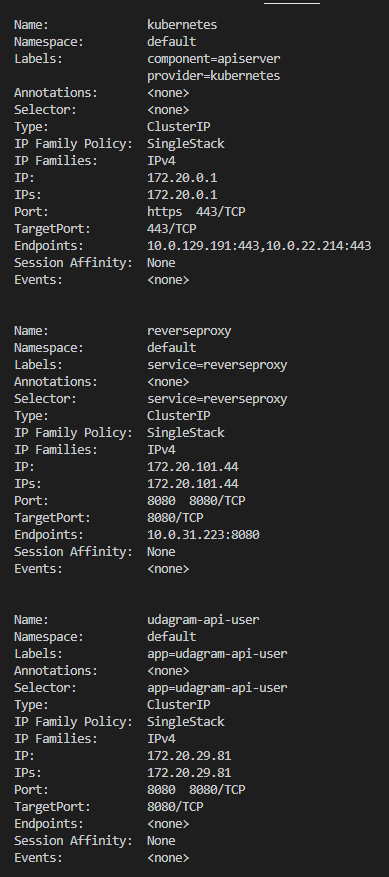 Name: kubernetes
Namespace: default
Labels: component=apiserver
provider=kubernetes
Annotations: <none>
Selector: <none>
Type: ClusterIP
IP Family Policy: SingleStack
IP Families: IPv4
IP: 172.20.0.1
IPs: 172.20.0.1
Port: https 443/TCP
TargetPort: 443/TCP
Endpoints: 10.0.129.191:443,10.0.22.214:443
Session Affinity: None
Events: <none>
Name: reverseproxy
Namespace: default
Labels: service=reverseproxy
Annotations: <none>
Selector: service=reverseproxy
Type: ClusterIP
IP Family Policy: SingleStack
IP Families: IPv4
IP: 172.20.101.44
IPs: 172.20.101.44
Port: 8080 8080/TCP
TargetPort: 8080/TCP
Endpoints: 10.0.31.223:8080
Session Affinity: None
Events: <none>
Name: udagram-api-user
Namespace: default
Labels: app=udagram-api-user
Annotations: <none>
Selector: app=udagram-api-user
Type: ClusterIP
IP Family Policy: SingleStack
IP Families: IPv4
IP: 172.20.29.81
IPs: 172.20.29.81
Port: 8080 8080/TCP
TargetPort: 8080/TCP
Endpoints: <none>
Session Affinity: None
Events: <none>